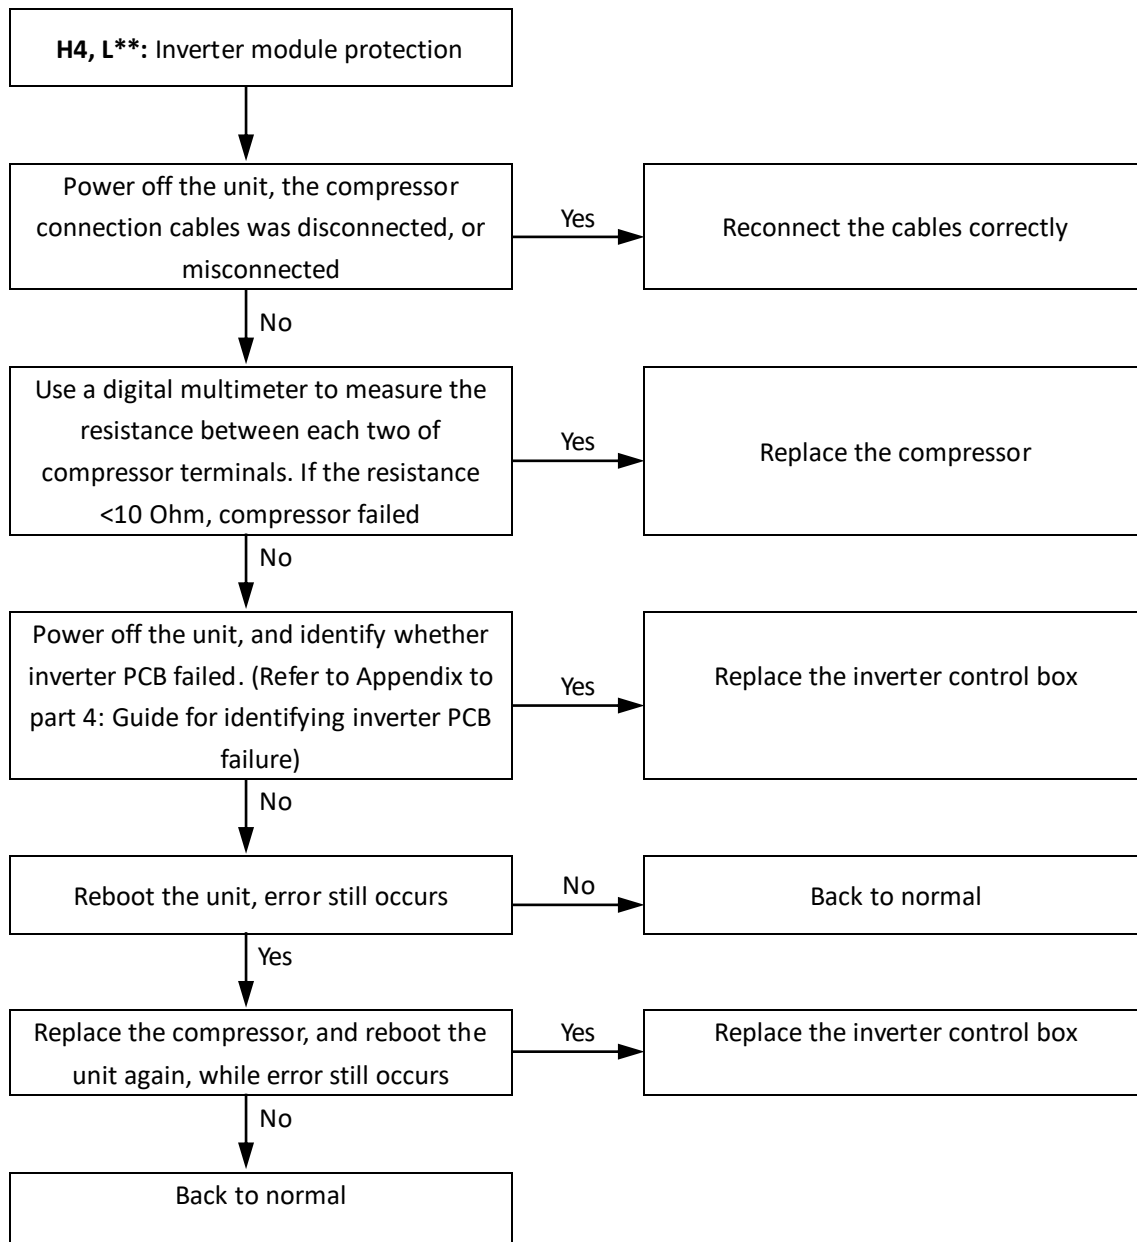 H4, L**: Inverter module protection
Power off the unit, the compressor
connection cables was disconnected, or
misconnected
Yes
Reconnect the cables correctly
No
Use a digital multimeter to measure the
resistance between each two of
compressor terminals. If the resistance
<10 Ohm, compressor failed
Yes
Replace the compressor
No
Power off the unit, and identify whether
inverter PCB failed. (Refer to Appendix to
part 4: Guide for identifying inverter PCB
failure)
Yes
Replace the inverter control box
No
Reboot the unit, error still occurs
No
Back to normal
Yes
Replace the compressor, and reboot the
unit again, while error still occurs
Yes
Replace the inverter control box
No
Back to normal